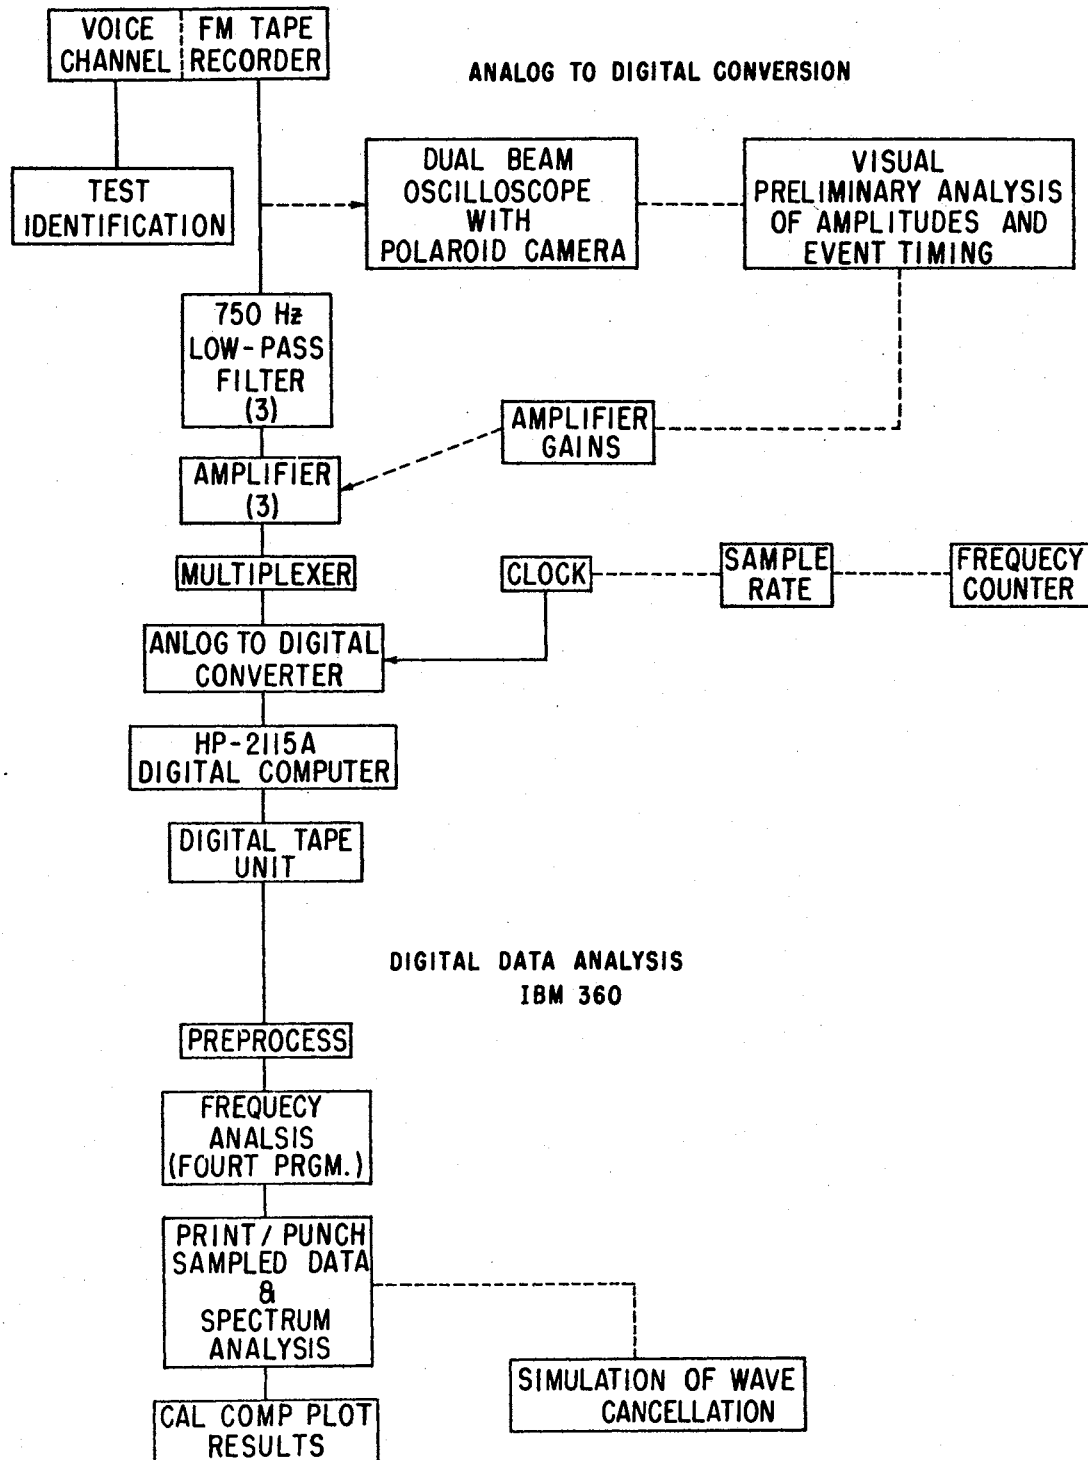 VOICE CHANNEL
FM TAPE RECORDER
ANALOG TO DIGITAL CONVERSION
TEST
IDENTIFICATION
DUAL BEAM
OSCILLOSCOPE
WITH
POLAROID CAMERA
VISUAL
PRELIMINARY ANALYSIS
OF AMPLITUDES AND
EVENT TIMING
750 Hz
LOW-PASS
FILTER
(3)
AMPLIFIER
GAINS
AMPLIFIER
(3)
MULTIPLEXER
CLOCK
SAMPLE
RATE
FREQUECY
COUNTER
ANLOG TO DIGITAL
CONVERTER
HP-2115A
DIGITAL COMPUTER
DIGITAL TAPE
UNIT
DIGITAL DATA ANALYSIS
IBM 360
PREPROCESS
FREQUECY
ANALSIS
(FOURT PRGM.)
PRINT / PUNCH
SAMPLED DATA
&
SPECTRUM
ANALYSIS
SIMULATION OF WAVE
CANCELLATION
CAL COMP PLOT
RESULTS